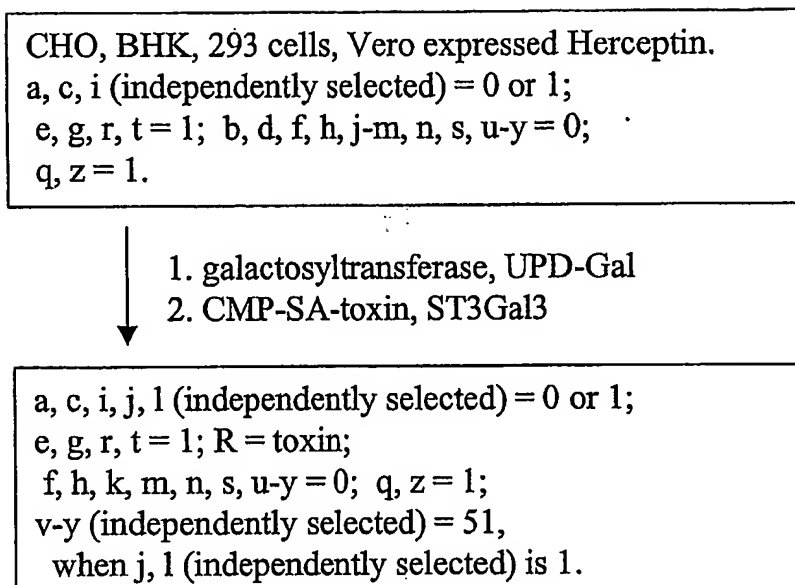 CHO, BHK, 293 cells, Vero expressed Herceptin.
a, c, i (independently selected) = 0 or 1;
e, g, r, t = 1; b, d, f, h, j-m, n, s, u-y = 0;
q, z = 1.
1. galactosyltransferase, UPD-Gal
2. CMP-SA-toxin, ST3Gal3
a, c, i, j, l (independently selected) = 0 or 1;
e, g, r, t = 1; R = toxin;
f, h, k, m, n, s, u-y = 0; q, z = 1;
v-y (independently selected) = 51,
when j, l (independently selected) is 1.